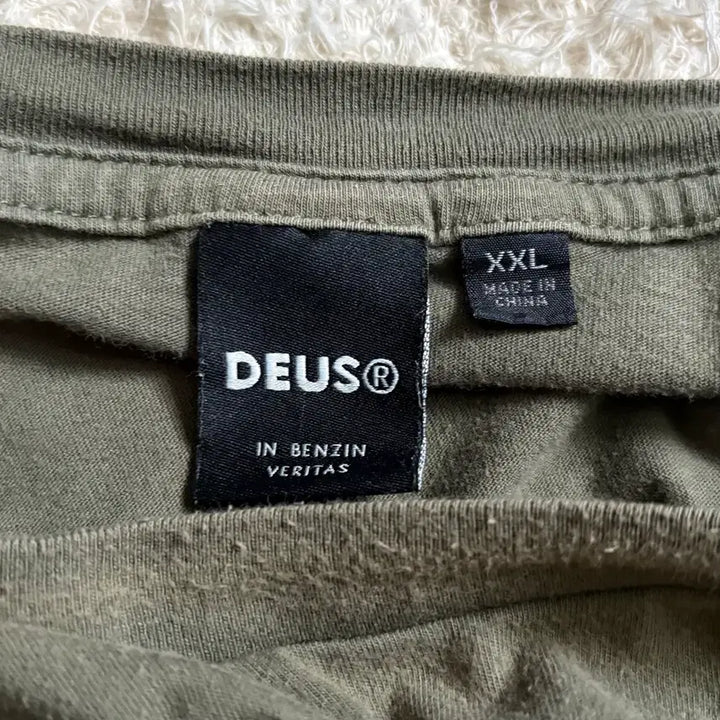 DEUS®
IN BENZIN
VERITAS
XXL
MADE IN
CHINA